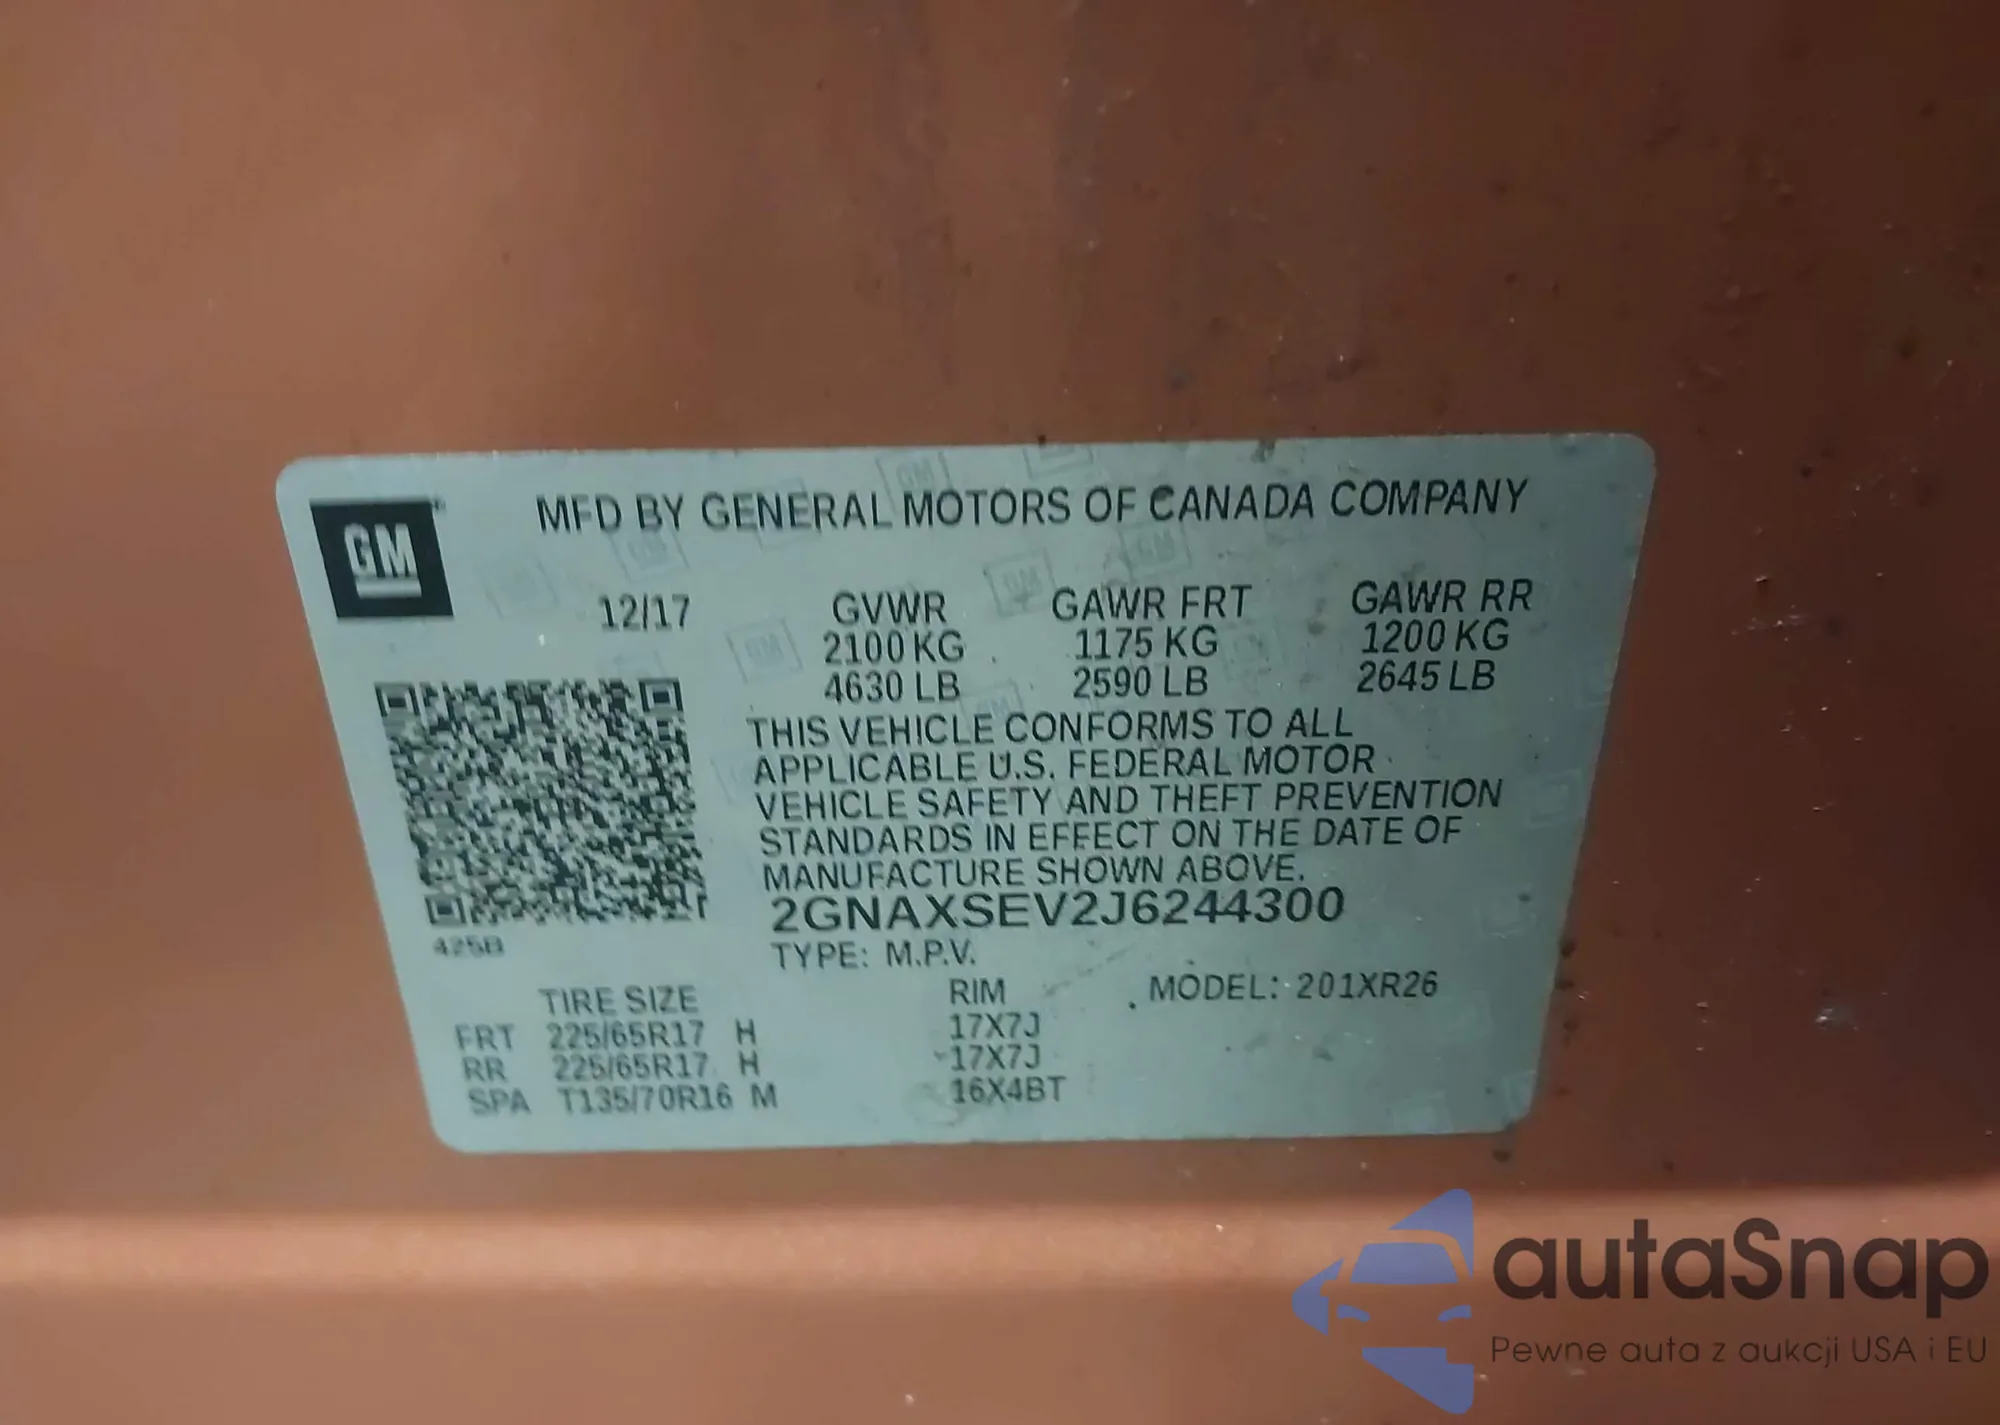 GM
MFD BY GENERAL MOTORS OF CANADA COMPANY
12/17 GVWR GAWR FRT GAWR RR
2100 KG 1175 KG 1200 KG
4630 LB 2590 LB 2645 LB
THIS VEHICLE CONFORMS TO ALL
APPLICABLE U.S. FEDERAL MOTOR
VEHICLE SAFETY AND THEFT PREVENTION
STANDARDS IN EFFECT ON THE DATE OF
MANUFACTURE SHOWN ABOVE.
2GNAXSEV2J6244300
425B
TYPE: M.P.V.
TIRE SIZE RIM MODEL: 201XR26
FRT 225/65R17 H 17X7J
RR 225/65R17 H 17X7J
SPA T135/70R16 M 16X4BT
autaSnap
Pewne auta z aukcji USA i EU